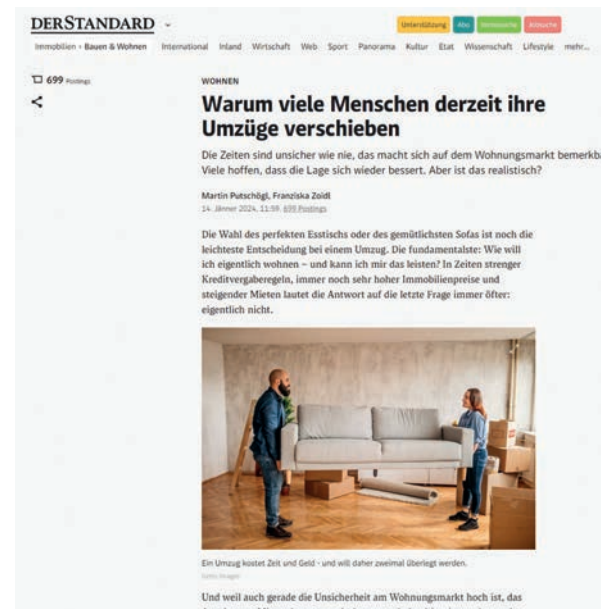 DERSTANDARD
Unterstützung Abo Immosuche Jobsuche
Immobilien › Bauen & Wohnen International Inland Wirtschaft Web Sport Panorama Kultur Etat Wissenschaft Lifestyle mehr...
699 Postings
WOHNEN
Warum viele Menschen derzeit ihre
Umzüge verschieben
Die Zeiten sind unsicher wie nie, das macht sich auf dem Wohnungsmarkt bemerkba
Viele hoffen, dass die Lage sich wieder bessert. Aber ist das realistisch?
Martin Putschögl, Franziska Zoidl
14. Jänner 2024, 11:59, 699 Postings
Die Wahl des perfekten Esstischs oder des gemütlichsten Sofas ist noch die
leichteste Entscheidung bei einem Umzug. Die fundamentalste: Wie will
ich eigentlich wohnen – und kann ich mir das leisten? In Zeiten strenger
Kreditvergaberegeln, immer noch sehr hoher Immobilienpreise und
steigender Mieten lautet die Antwort auf die letzte Frage immer öfter:
eigentlich nicht.
Ein Umzug kostet Zeit und Geld - und will daher zweimal überlegt werden.
Getty Images
Und weil auch gerade die Unsicherheit am Wohnungsmarkt hoch ist, das